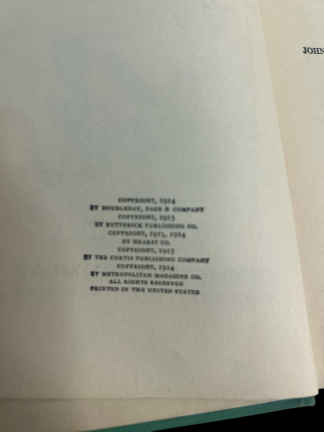 COPYRIGHT, 1924
BY DOUBLEDAY, PAGE & COMPANY
COPYRIGHT, 1923
BY BUTTERICK PUBLISHING CO.
COPYRIGHT, 1923, 1924
BY HEARST CO.
COPYRIGHT, 1923
BY THE CURTIS PUBLISHING COMPANY
COPYRIGHT, 1924
BY METROPOLITAN MAGAZINE CO.
ALL RIGHTS RESERVED
PRINTED IN THE UNITED STATES
JOHN